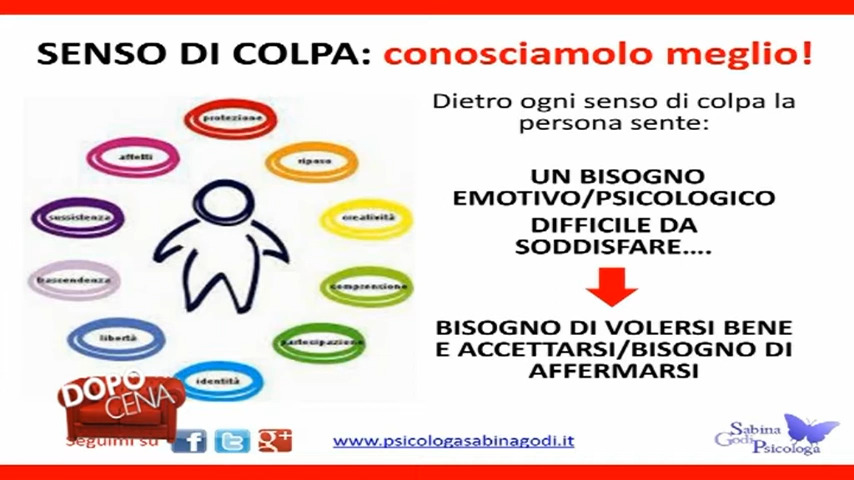 SENSO DI COLPA: conosciamolo meglio!
Dietro ogni senso di colpa la
persona sente:
UN BISOGNO
EMOTIVO/PSICOLOGICO
DIFFICILE DA
SODDISFARE....
BISOGNO DI VOLERSI BENE
E ACCETTARSI/BISOGNO DI
AFFERMARSI
protezione
affetti
riposo
sussistenza
creatività
trascendenza
comprensione
libertà
partecipazione
identità
DOPO
CENA
Seguimi su
f
t
g+
www.psicologasabinagodi.it
Sabina
Godi Psicologa